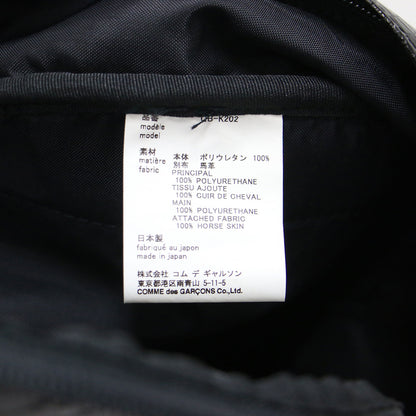 品番
modèle
model
QB-K202
素材
matière
fabric
本体 ポリウレタン 100%
別布 馬革
PRINCIPAL
100% POLYURETHANE
TISSU AJOUTE
100% CUIR DE CHEVAL
MAIN
100% POLYURETHANE
ATTACHED FABRIC
100% HORSE SKIN
日本製
fabriqué au japon
made in japan
株式会社 コム デ ギャルソン
東京都港区南青山 5-11-5
COMME des GARÇONS Co.,Ltd.